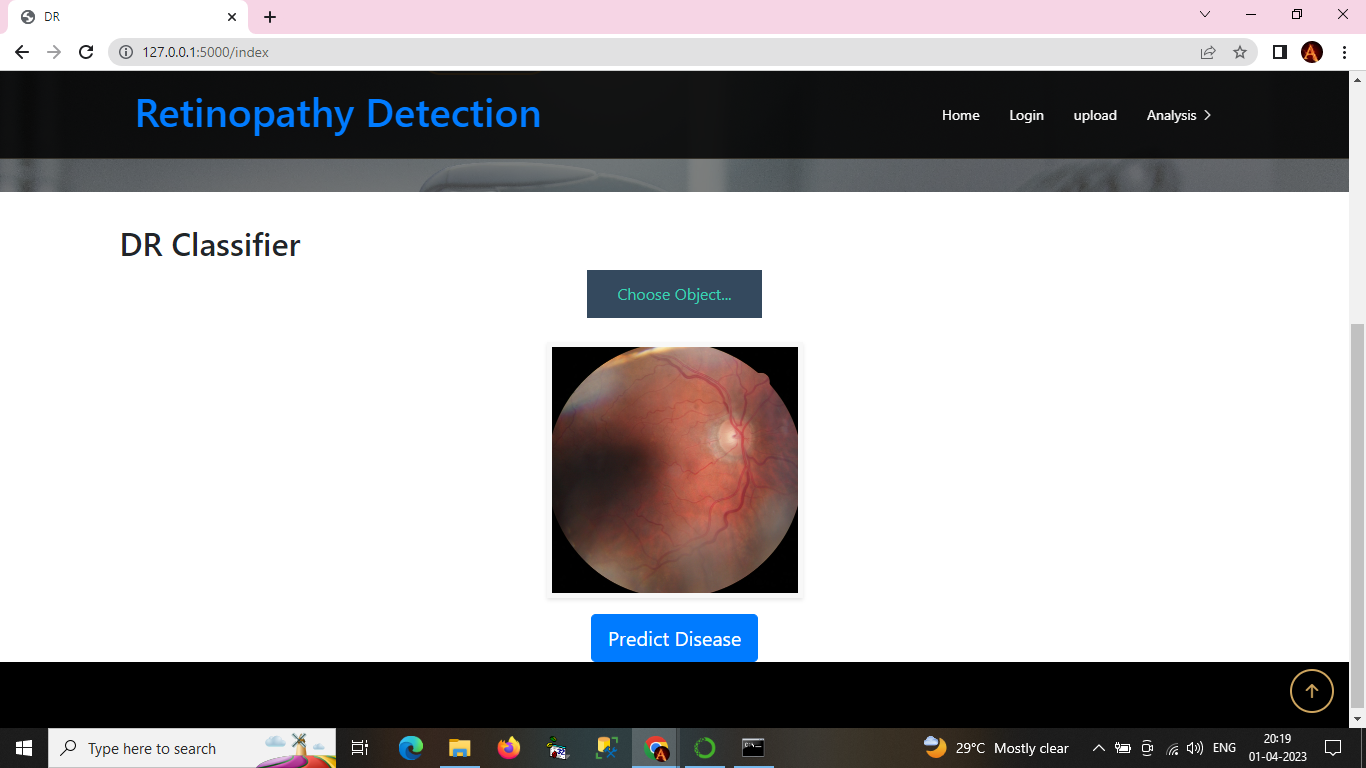 DR
127.0.0.1:5000/index
Retinopathy Detection
Home
Login
upload
Analysis
DR Classifier
Choose Object...
Predict Disease
Type here to search
29°C Mostly clear
ENG
20:19
01-04-2023